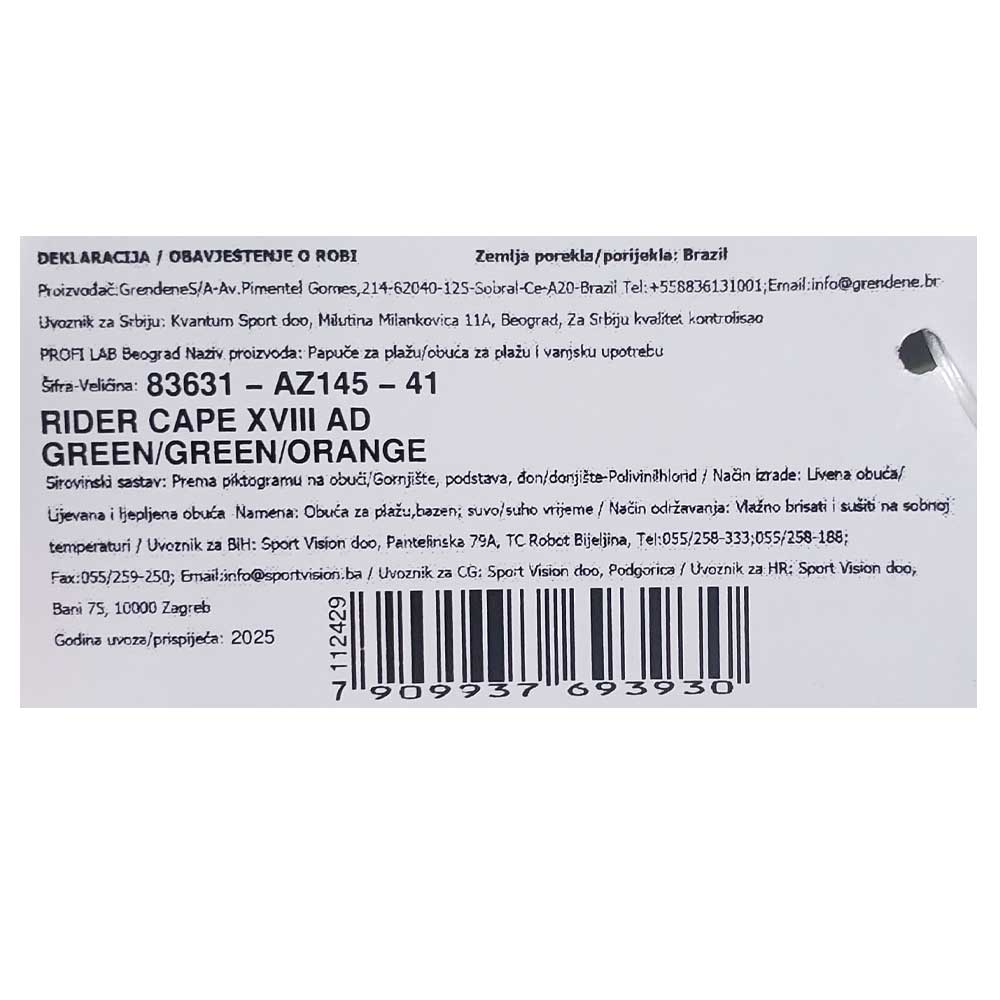 DEKLARACIJA / OBAVJEŠTENJE O ROBI Zemlja porekla/porijekla: Brazil
Proizvođač:GrendeneS/A-Av.Pimentel Gomes,214-62040-125-Sobral-Ce-A20-Brazil Tel:+558836131001;Email:info@grendene.br
Uvoznik za Srbiju: Kvantum Sport doo, Milutina Milankovica 11A, Beograd, Za Srbiju kvalitet kontrolisao
PROFI LAB Beograd Naziv proizvoda: Papuče za plažu/obuća za plažu i vanjsku upotrebu
Šifra-Veličina: 83631 – AZ145 – 41
RIDER CAPE XVIII AD
GREEN/GREEN/ORANGE
Sirovinski sastav: Prema piktogramu na obući/Gornjište, podstava, đon/donjište-Polivinihlorid / Način izrade: Livena obuća/
Lijevana i ljepljena obuća Namena: Obuća za plažu,bazen; suvo/suho vrijeme / Način održavanja: Vlažno brisati i sušiti na sobnoj
temperaturi / Uvoznik za BiH: Sport Vision doo, Pantelinska 79A, TC Robot Bijeljina, Tel:055/258-333;055/258-188;
Fax:055/259-250; Email:info@sportvision.ba / Uvoznik za CG: Sport Vision doo, Podgorica / Uvoznik za HR: Sport Vision doo,
Bani 75, 10000 Zagreb
Godina uvoza/prispijeća: 2025
7112429
7 909937 693930